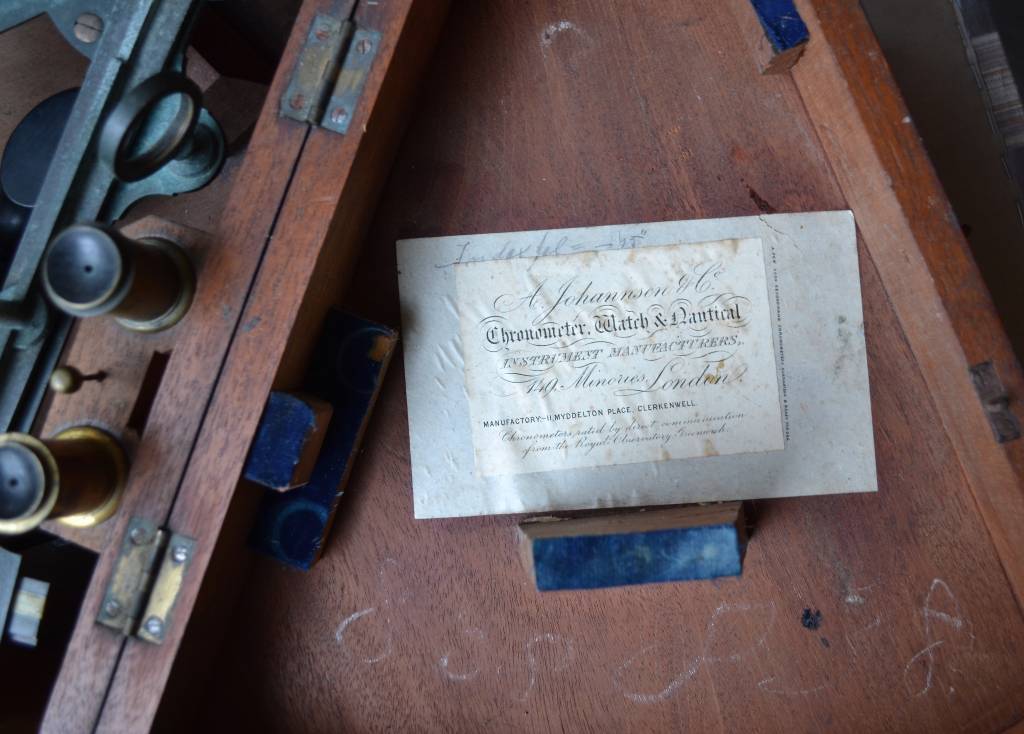 A. Johannsen & Co.
Chronometer, Watch & Nautical
INSTRUMENT MANUFACTURERS,
149, Minories, London.
MANUFACTORY:-11, MYDDELTON PLACE, CLERKENWELL.
Chronometers rated by direct communication
from the Royal Observatory, Greenwich.